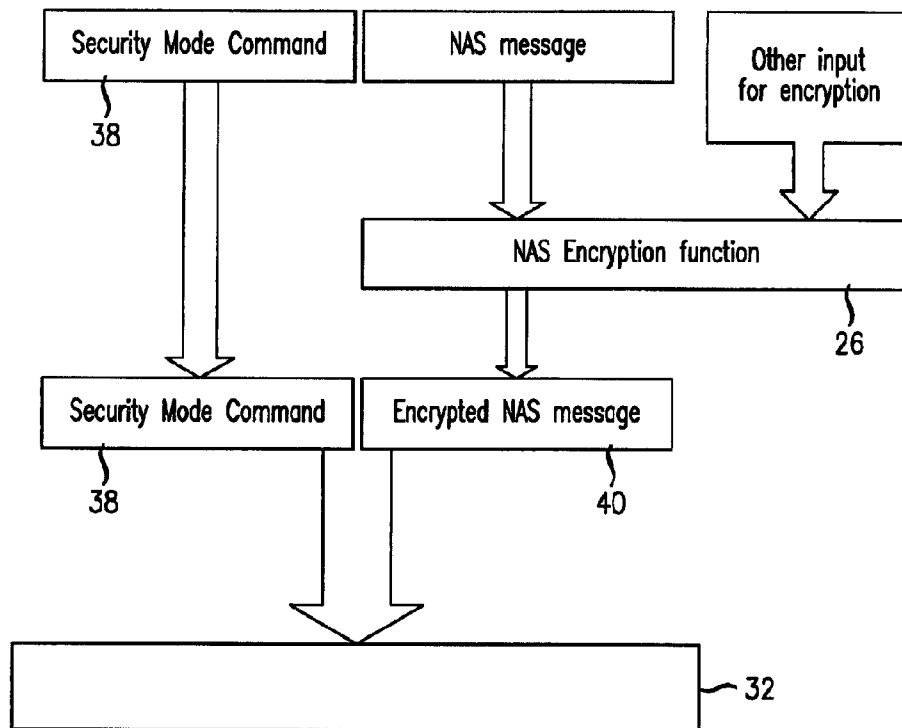 Security Mode Command
NAS message
Other input
for encryption
38
NAS Encryption function
26
Security Mode Command
Encrypted NAS message
38
40
32